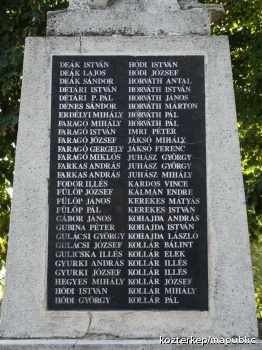 DEÁK ISTVÁN
DEÁK LAJOS
DEÁK SÁNDOR
DÉTÁRI ISTVÁN
DÉTÁRI P. PÁL
DÉNES SÁNDOR
ERDÉLYI MIHÁLY
FARAGÓ MIHÁLY
FARAGÓ ISTVÁN
FARAGÓ JÓZSEF
FARAGÓ GERGELY
FARAGÓ MIKLÓS
FARKAS ANDRÁS
FARKAS ANDRÁS
FODOR ILLÉS
FÜLÖP JÓZSEF
FÜLÖP JÁNOS
FÜLÖP PÁL
GÁBOR JÁNOS
GUBINA PÉTER
GULÁCSI GYÖRGY
GULÁCSI JÓZSEF
GULICSKA ILLÉS
GYURKI ANDRÁS
GYURKI JÓZSEF
HEGYES MIHÁLY
HÓDI ISTVÁN
HÓDI GYÖRGY
HÓDI ISTVÁN
HÓDI JÓZSEF
HORVÁTH ANTAL
HORVÁTH ISTVÁN
HORVÁTH JÁNOS
HORVÁTH MÁRTON
HORVÁTH PÁL
HORVÁTH PÁL
IMRI PÉTER
JÁKSÓ MIHÁLY
JÁKSÓ FERENC
JUHÁSZ GYÖRGY
JUHÁSZ GYÖRGY
JUHÁSZ MIHÁLY
KARDOS VINCE
KÁLMÁN ENDRE
KEREKES MÁTYÁS
KEREKES ISTVÁN
KOHAJDA ANDRÁS
KOHAJDA ISTVÁN
KOHAJDA LÁSZLÓ
KOLLÁR BÁLINT
KOLLÁR ELEK
KOLLÁR ILLÉS
KOLLÁR ILLÉS
KOLLÁR JÓZSEF
KOLLÁR MIHÁLY
KOLLÁR PÁL
kozterkep/mapublic